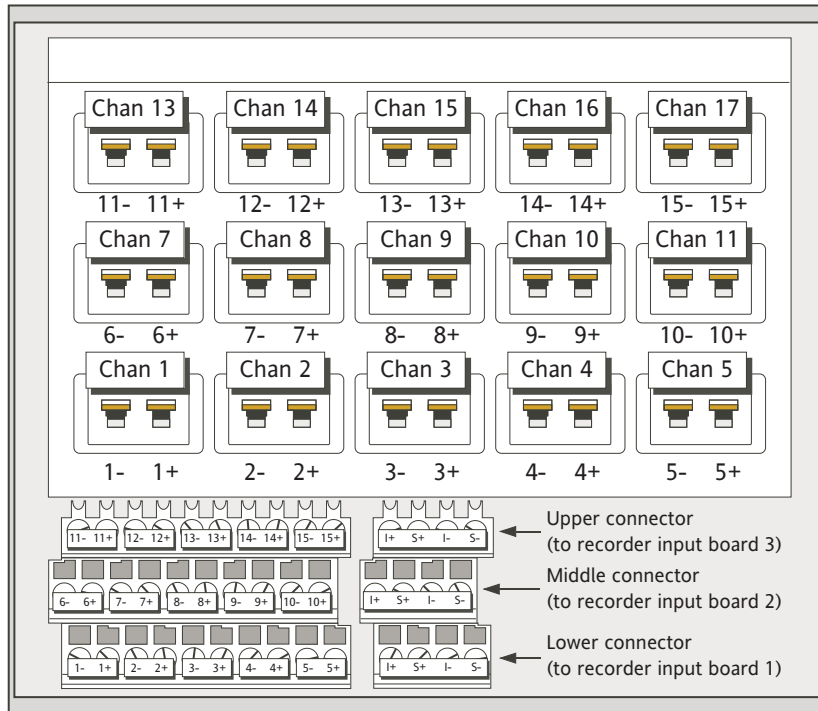 Chan 13 Chan 14 Chan 15 Chan 16 Chan 17
11- 11+ 12- 12+ 13- 13+ 14- 14+ 15- 15+
Chan 7 Chan 8 Chan 9 Chan 10 Chan 11
6- 6+ 7- 7+ 8- 8+ 9- 9+ 10- 10+
Chan 1 Chan 2 Chan 3 Chan 4 Chan 5
1- 1+ 2- 2+ 3- 3+ 4- 4+ 5- 5+
11- 11+ 12- 12+ 13- 13+ 14- 14+ 15- 15+ I+ S+ I- S-
Upper connector
(to recorder input board 3)
6- 6+ 7- 7+ 8- 8+ 9- 9+ 10- 10+ I+ S+ I- S-
Middle connector
(to recorder input board 2)
1- 1+ 2- 2+ 3- 3+ 4- 4+ 5- 5+ I+ S+ I- S-
Lower connector
(to recorder input board 1)